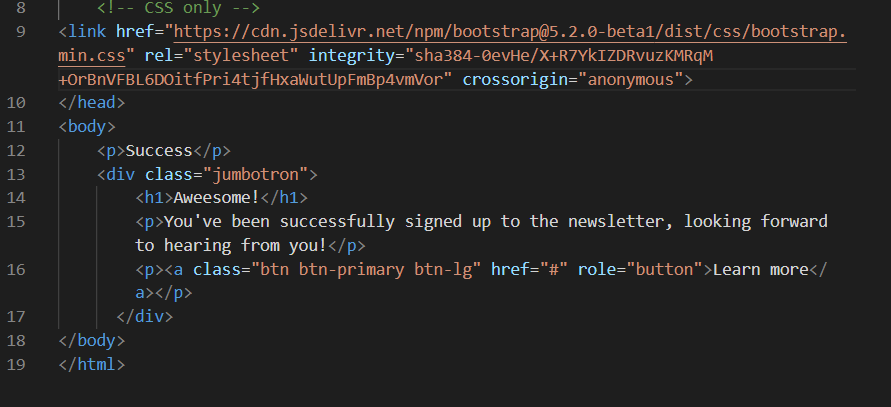 8 <!-- CSS only -->
9 <link href="https://cdn.jsdelivr.net/npm/bootstrap@5.2.0-beta1/dist/css/bootstrap.
min.css" rel="stylesheet" integrity="sha384-0evHe/X+R7YkIZDRvuzKMRqM
+OrBnVFBL6DOitfPri4tjfHxaWutUpFmBp4vmVor" crossorigin="anonymous">
10 </head>
11 <body>
12 <p>Success</p>
13 <div class="jumbotron">
14 <h1>Aweesome!</h1>
15 <p>You've been successfully signed up to the newsletter, looking forward
to hearing from you!</p>
16 <p><a class="btn btn-primary btn-lg" href="#" role="button">Learn more</
a></p>
17 </div>
18 </body>
19 </html>